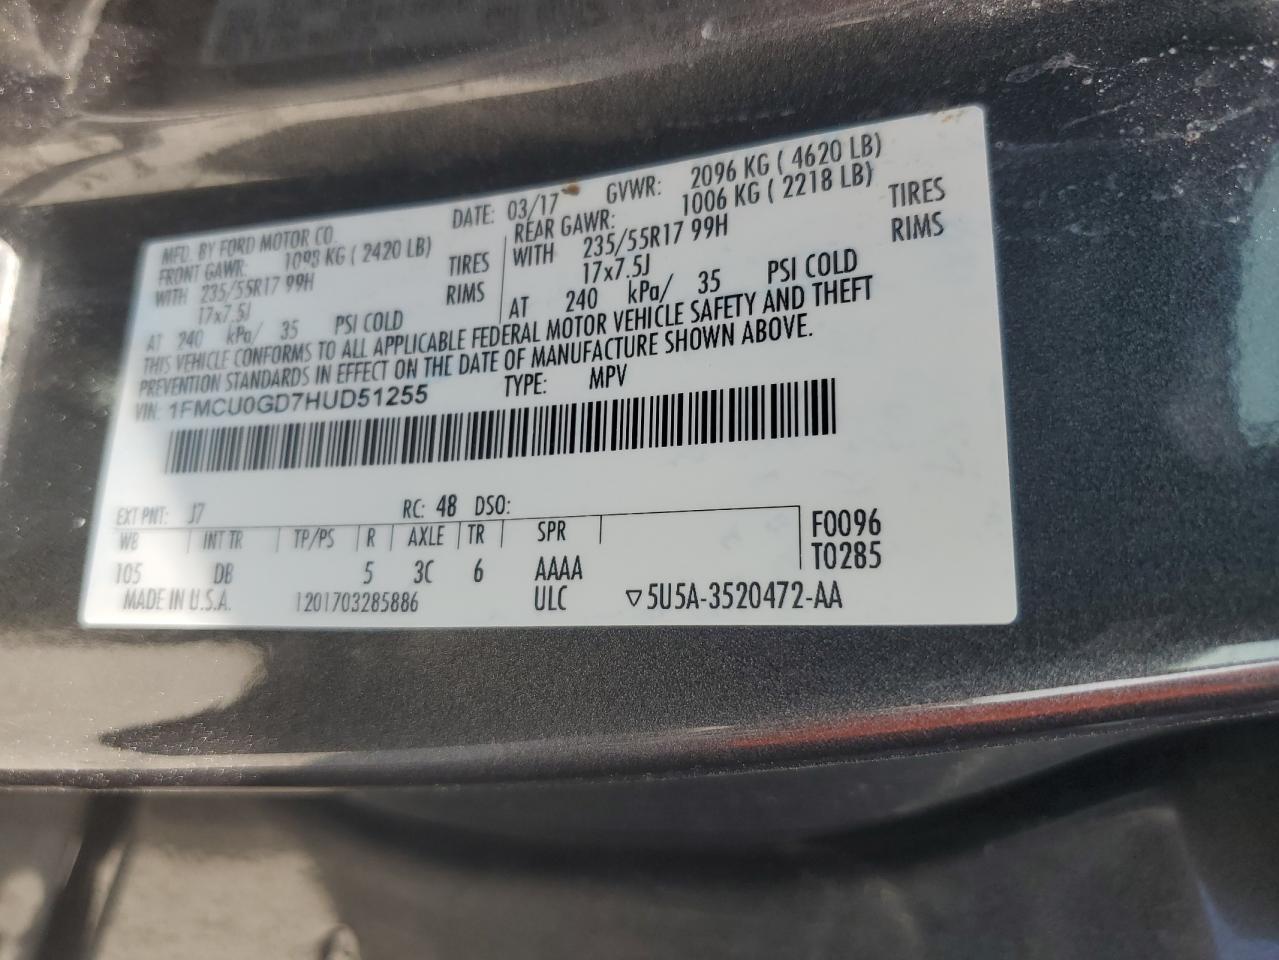 MFD. BY FORD MOTOR CO. DATE: 03/17 GVWR: 2096 KG ( 4620 LB)
FRONT GAWR: 1098 KG ( 2420 LB) REAR GAWR: 1006 KG ( 2218 LB)
WITH 235/55R17 99H TIRES WITH 235/55R17 99H TIRES
17x7.5J RIMS 17x7.5J RIMS
AT 240 kPa/ 35 PSI COLD AT 240 kPa/ 35 PSI COLD
THIS VEHICLE CONFORMS TO ALL APPLICABLE FEDERAL MOTOR VEHICLE SAFETY AND THEFT
PREVENTION STANDARDS IN EFFECT ON THE DATE OF MANUFACTURE SHOWN ABOVE.
VIN: 1FMCU0GD7HUD51255 TYPE: MPV
EXT PNT: J7 RC: 48 DSO:
WB INT TR TP/PS R AXLE TR SPR F0096
105 DB 5 3C 6 AAAA T0285
MADE IN U.S.A. 1201703285886 ULC ▽5U5A-3520472-AA